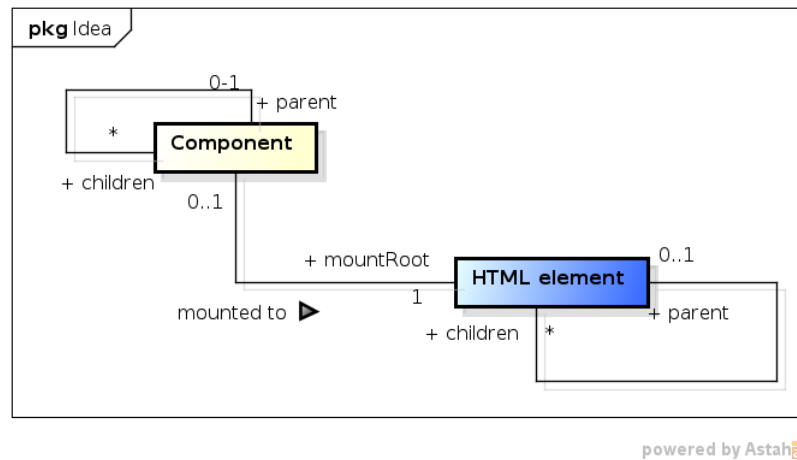 pkg Idea
0-1
+ parent
*
Component
+ children
0..1
+ mountRoot
0..1
HTML element
1
mounted to
+ parent
+ children
*
powered by Astah